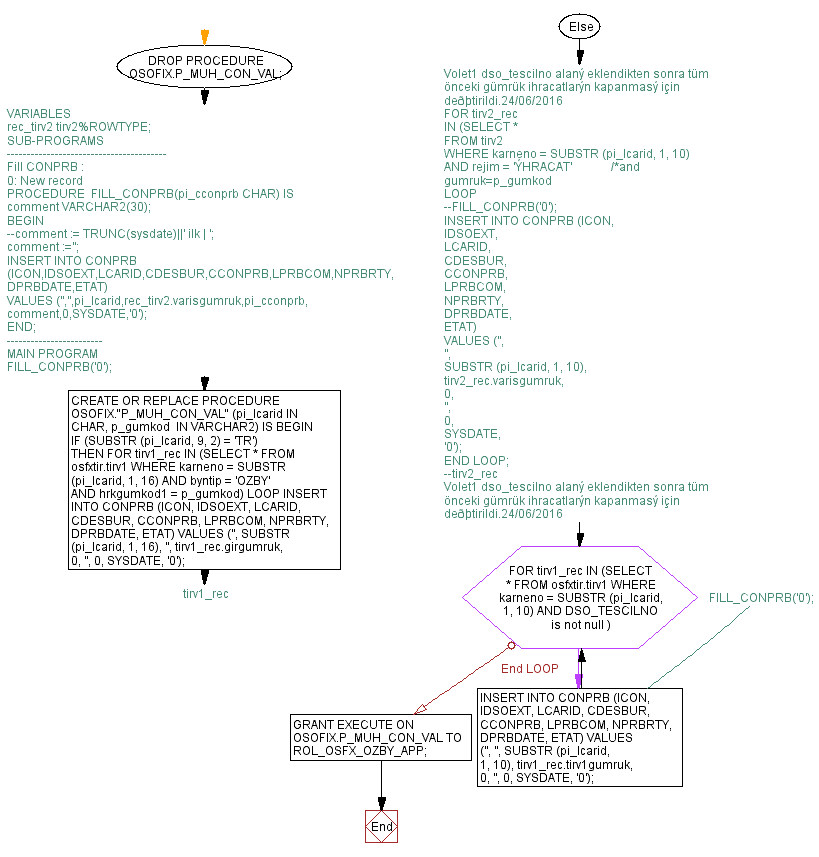 DROP PROCEDURE
OSOFIX.P_MUH_CON_VAL;
VARIABLES
rec_tirv2 tirv2%ROWTYPE;
SUB-PROGRAMS
----------------------------------------
Fill CONPRB :
0: New record
PROCEDURE  FILL_CONPRB(pi_cconprb CHAR) IS
comment VARCHAR2(30);
BEGIN
--comment := TRUNC(sysdate)||' ilk | ';
comment :='';
INSERT INTO CONPRB
(ICON,IDSOEXT,LCARID,CDESBUR,CCONPRB,LPRBCOM,NPRBRTY,
DPRBDATE,ETAT)
VALUES ('','',pi_lcarid,rec_tirv2.varisgumruk,pi_cconprb,
comment,0,SYSDATE,'0');
END;
------------------------
MAIN PROGRAM
FILL_CONPRB('0');
CREATE OR REPLACE PROCEDURE
OSOFIX."P_MUH_CON_VAL" (pi_lcarid IN
CHAR, p_gumkod  IN VARCHAR2) IS BEGIN
IF (SUBSTR (pi_lcarid, 9, 2) = 'TR')
THEN FOR tirv1_rec IN (SELECT * FROM
osfxtir.tirv1 WHERE karneno = SUBSTR
(pi_lcarid, 1, 16) AND byntip = 'OZBY'
AND hrkgumkod1 = p_gumkod) LOOP INSERT
INTO CONPRB (ICON, IDSOEXT, LCARID,
CDESBUR, CCONPRB, LPRBCOM, NPRBRTY,
DPRBDATE, ETAT) VALUES ('', SUBSTR
(pi_lcarid, 1, 16), '', tirv1_rec.girgumruk,
0, '', 0, SYSDATE, '0');
tirv1_rec
Else
Volet1 dso_tescilno alaný eklendikten sonra tüm
önceki gümrük ihracatlarýn kapanmasý için
deðþtirildi.24/06/2016
FOR tirv2_rec
IN (SELECT *
FROM tirv2
WHERE karneno = SUBSTR (pi_lcarid, 1, 10)
AND rejim = 'ÝHRACAT'            /*and
gumruk=p_gumkod
LOOP
--FILL_CONPRB('0');
INSERT INTO CONPRB (ICON,
IDSOEXT,
LCARID,
CDESBUR,
CCONPRB,
LPRBCOM,
NPRBRTY,
DPRBDATE,
ETAT)
VALUES ('',
'',
SUBSTR (pi_lcarid, 1, 10),
tirv2_rec.varisgumruk,
0,
'',
0,
SYSDATE,
'0');
END LOOP;
--tirv2_rec
Volet1 dso_tescilno alaný eklendikten sonra tüm
önceki gümrük ihracatlarýn kapanmasý için
deðþtirildi.24/06/2016
FOR tirv1_rec IN (SELECT
* FROM osfxtir.tirv1 WHERE
karneno = SUBSTR (pi_lcarid,
1, 10) AND DSO_TESCILNO
is not null )
FILL_CONPRB('0');
End LOOP
INSERT INTO CONPRB (ICON,
IDSOEXT, LCARID, CDESBUR,
CCONPRB, LPRBCOM, NPRBRTY,
DPRBDATE, ETAT) VALUES
('', '', SUBSTR (pi_lcarid,
1, 10), tirv1_rec.tirv1gumruk,
0, '', 0, SYSDATE, '0');
GRANT EXECUTE ON
OSOFIX.P_MUH_CON_VAL TO
ROL_OSFX_OZBY_APP;
End